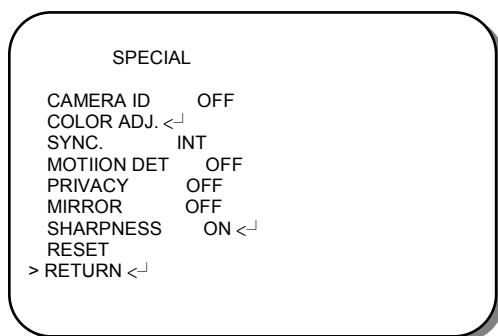 SPECIAL
CAMERA ID OFF
COLOR ADJ. <┘
SYNC. INT
MOTIION DET OFF
PRIVACY OFF
MIRROR OFF
SHARPNESS ON <┘
RESET
> RETURN <┘